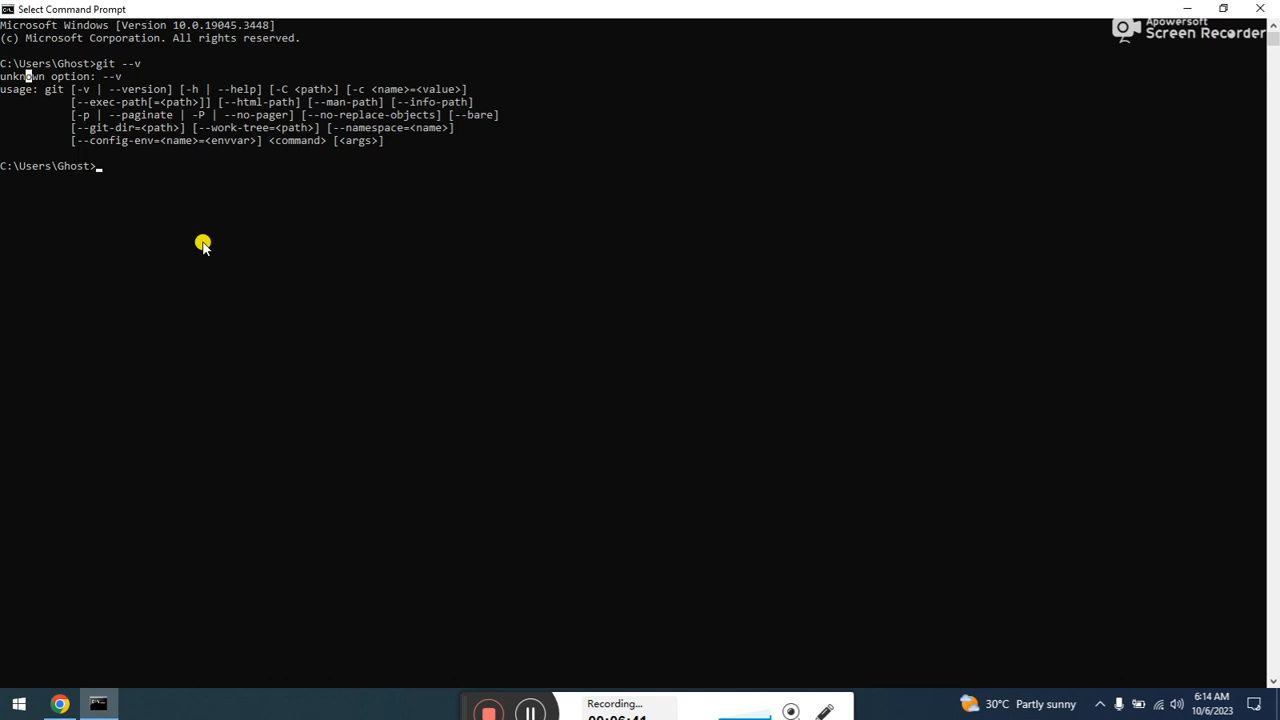 Select Command Prompt
Microsoft Windows [Version 10.0.19045.3448]
(c) Microsoft Corporation. All rights reserved.
Apowersoft
Screen Recorder
C:\Users\Ghost>git --v
unknown option: --v
usage: git [-v | --version] [-h | --help] [-C <path>] [-c <name>=<value>]
[--exec-path[=<path>]] [--html-path] [--man-path] [--info-path]
[-p | --paginate | -P | --no-pager] [--no-replace-objects] [--bare]
[--git-dir=<path>] [--work-tree=<path>] [--namespace=<name>]
[--config-env=<name>=<envvar>] <command> [<args>]
C:\Users\Ghost>
Recording...
00:06:41
30°C Partly sunny
6:14 AM
10/6/2023